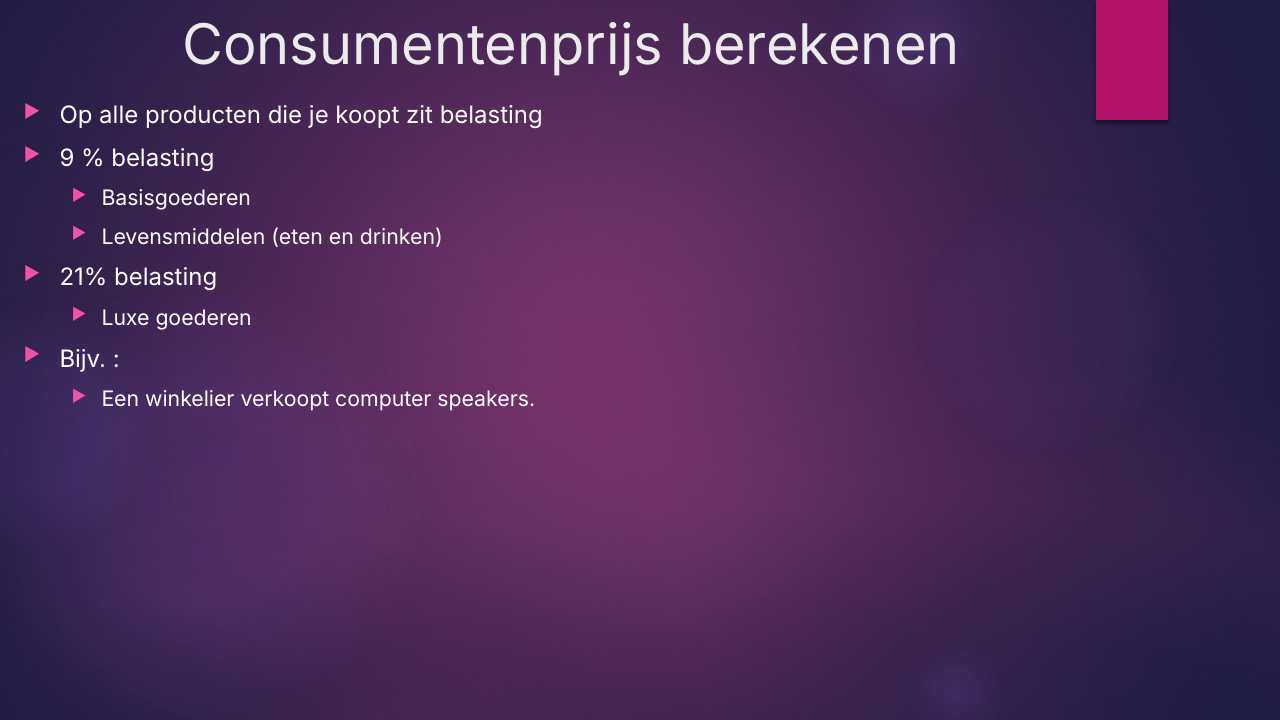 Consumentenprijs berekenen
Op alle producten die je koopt zit belasting
9 % belasting
Basisgoederen
Levensmiddelen (eten en drinken)
21% belasting
Luxe goederen
Bijv. :
Een winkelier verkoopt computer speakers.